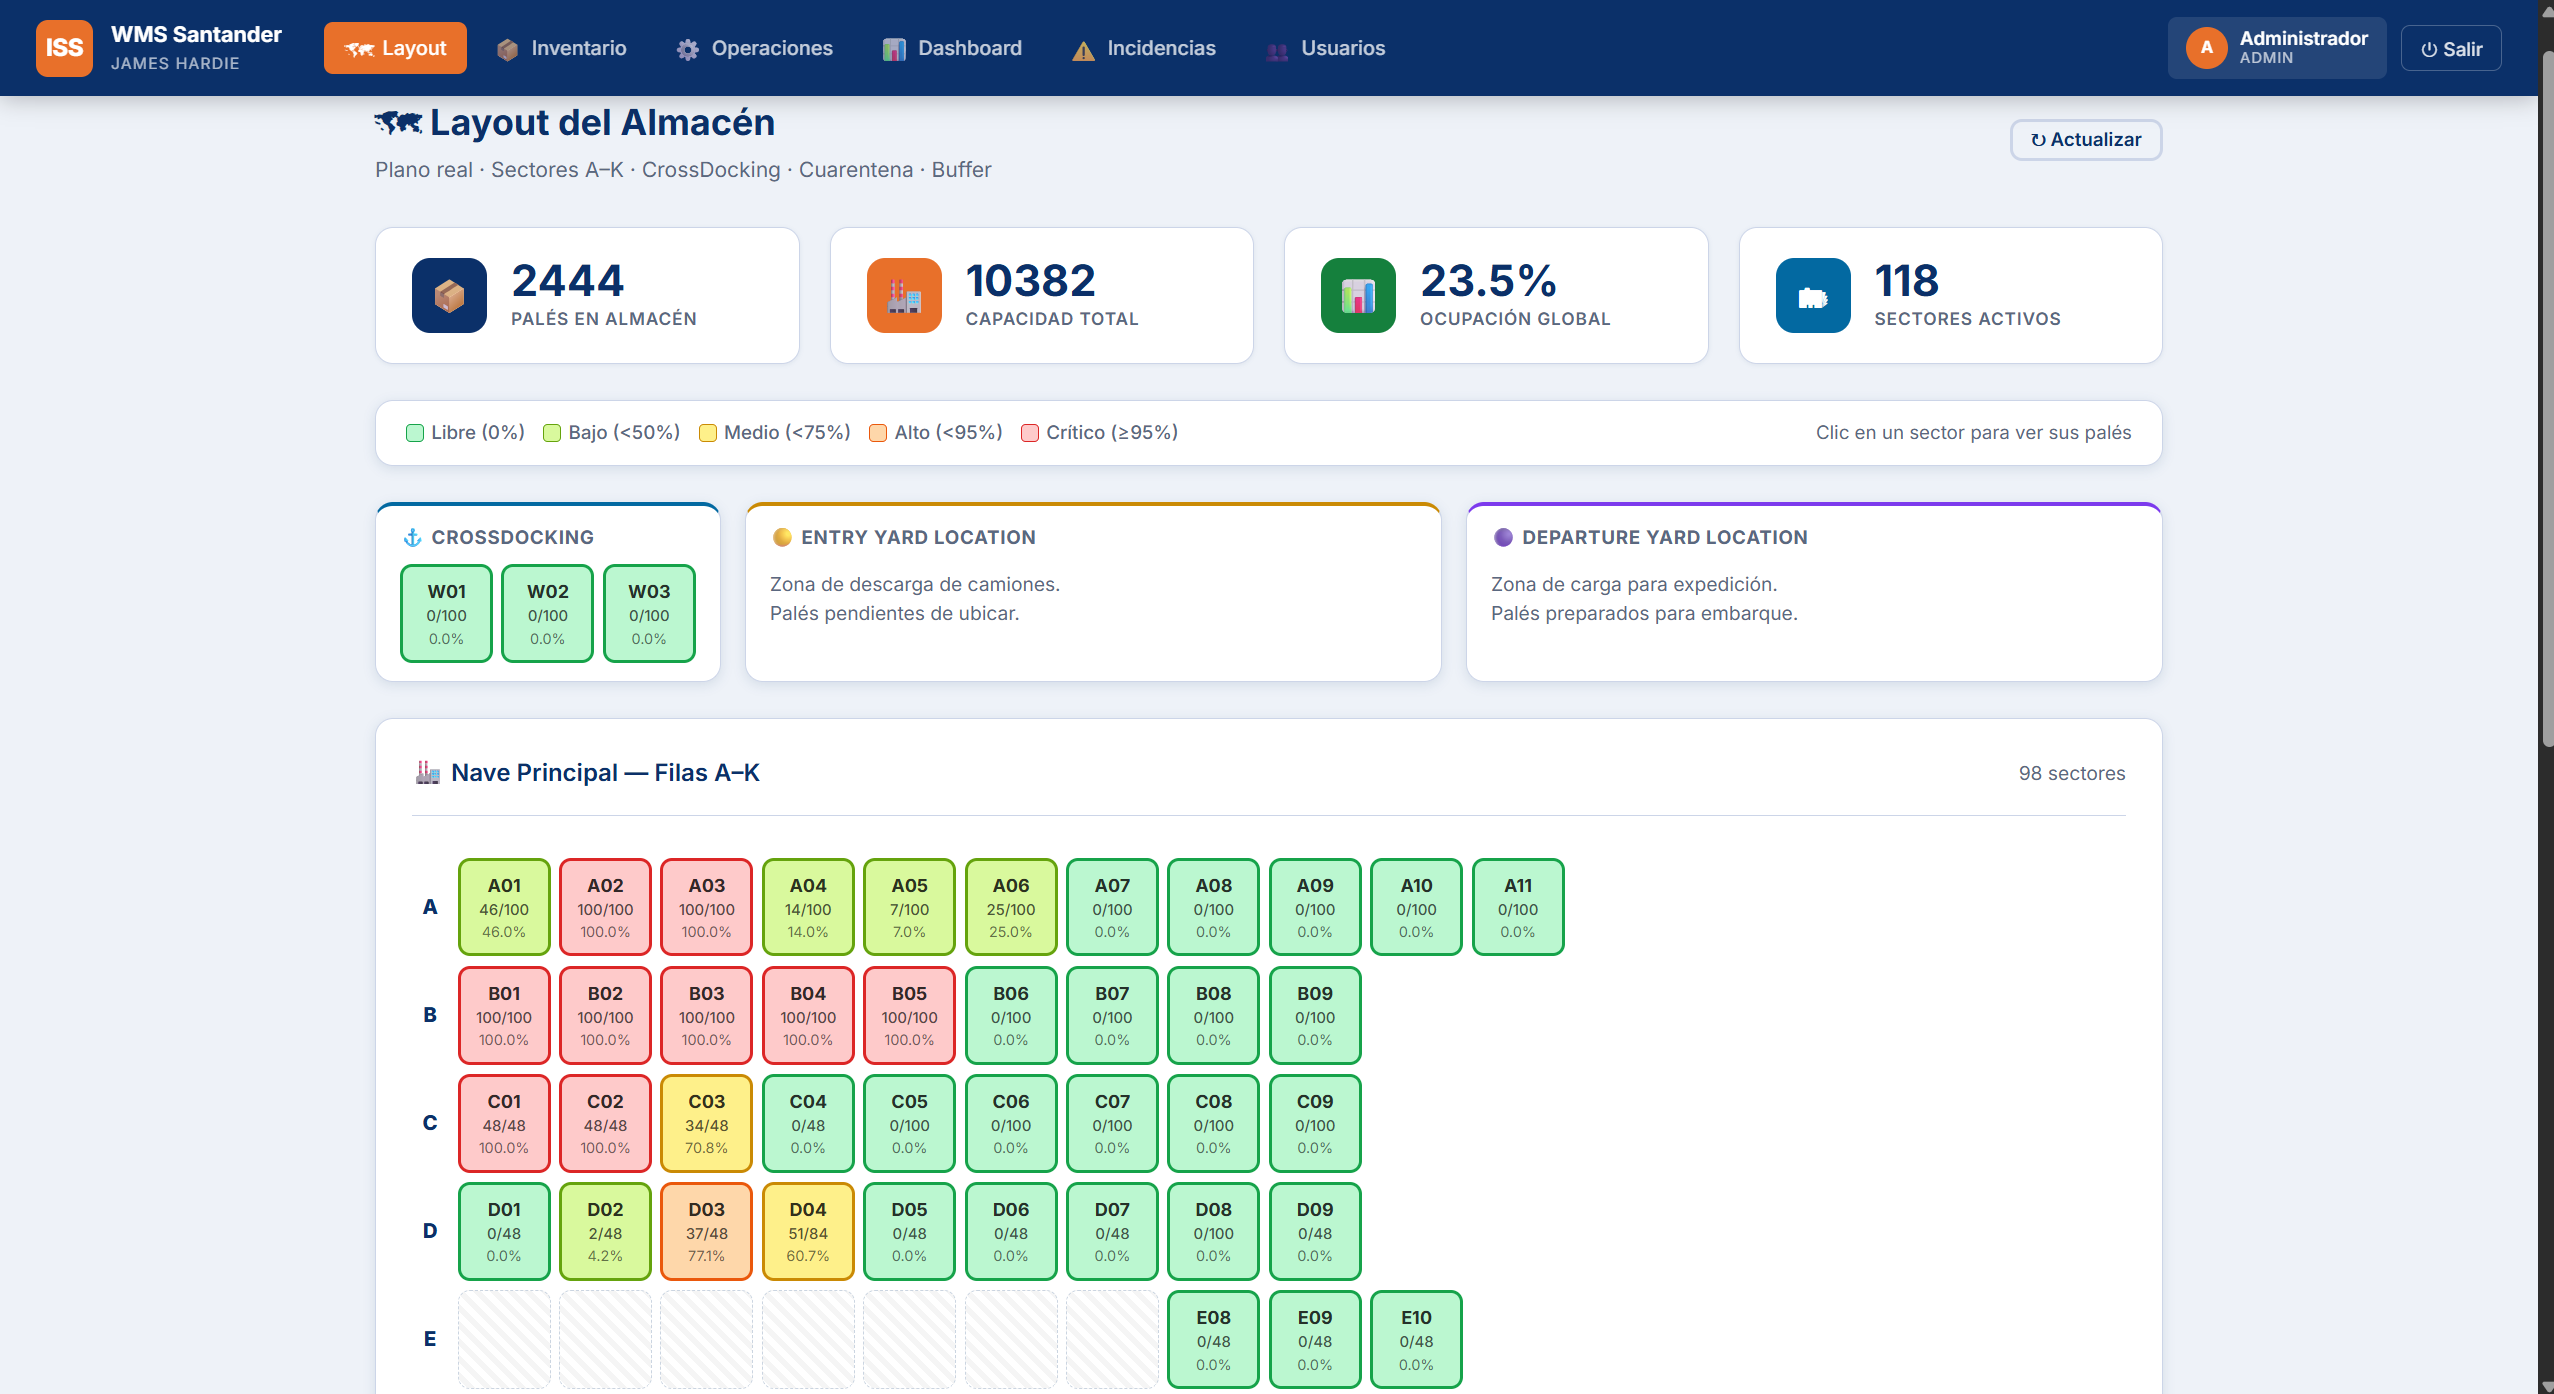 ISS
WMS Santander
JAMES HARDIE
Layout
Inventario
Operaciones
Dashboard
Incidencias
Usuarios
A
Administrador
ADMIN
Salir
Layout del Almacén
Plano real · Sectores A–K · CrossDocking · Cuarentena · Buffer
↻ Actualizar
2444
PALÉS EN ALMACÉN
10382
CAPACIDAD TOTAL
23.5%
OCUPACIÓN GLOBAL
118
SECTORES ACTIVOS
Libre (0%) Bajo (<50%) Medio (<75%) Alto (<95%) Crítico (≥95%)
Clic en un sector para ver sus palés
CROSSDOCKING
W01 W02 W03
0/100 0/100 0/100
0.0% 0.0% 0.0%
ENTRY YARD LOCATION
Zona de descarga de camiones.
Palés pendientes de ubicar.
DEPARTURE YARD LOCATION
Zona de carga para expedición.
Palés preparados para embarque.
Nave Principal — Filas A–K
98 sectores
A
A01 A02 A03 A04 A05 A06 A07 A08 A09 A10 A11
46/100 100/100 100/100 14/100 7/100 25/100 0/100 0/100 0/100 0/100 0/100
46.0% 100.0% 100.0% 14.0% 7.0% 25.0% 0.0% 0.0% 0.0% 0.0% 0.0%
B
B01 B02 B03 B04 B05 B06 B07 B08 B09
100/100 100/100 100/100 100/100 100/100 0/100 0/100 0/100 0/100
100.0% 100.0% 100.0% 100.0% 100.0% 0.0% 0.0% 0.0% 0.0%
C
C01 C02 C03 C04 C05 C06 C07 C08 C09
48/48 48/48 34/48 0/48 0/100 0/100 0/100 0/100 0/100
100.0% 100.0% 70.8% 0.0% 0.0% 0.0% 0.0% 0.0% 0.0%
D
D01 D02 D03 D04 D05 D06 D07 D08 D09
0/48 2/48 37/48 51/84 0/48 0/48 0/48 0/100 0/48
0.0% 4.2% 77.1% 60.7% 0.0% 0.0% 0.0% 0.0% 0.0%
E
E08 E09 E10
0/48 0/48 0/48
0.0% 0.0% 0.0%